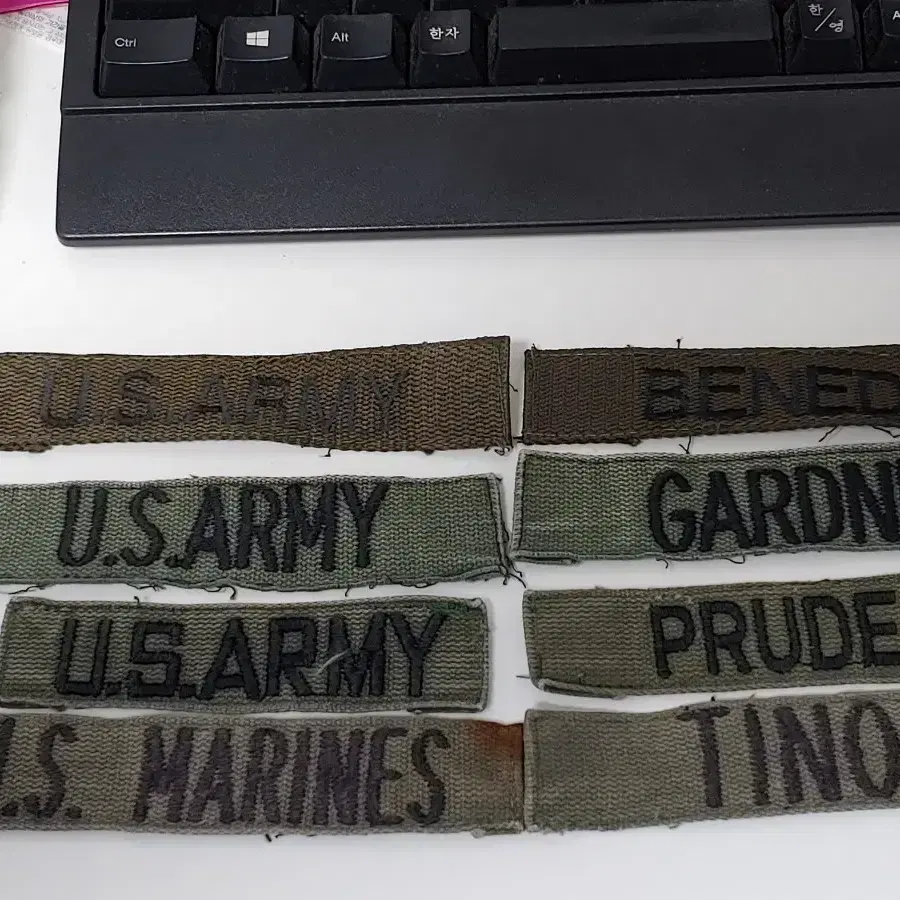 Ctrl Alt 한자 한/영
U.S.ARMY BENED
U.S.ARMY GARDN
U.S.ARMY PRUDE
U.S. MARINES TINO